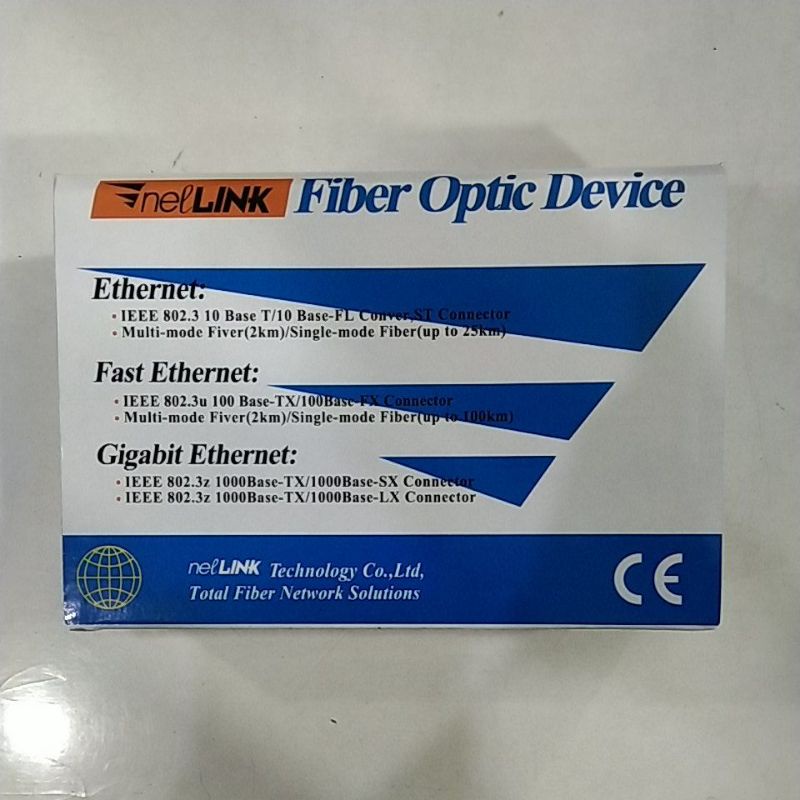 nelLINK Fiber Optic Device
Ethernet:
• IEEE 802.3 10 Base T/10 Base-FL Conver,ST Connector
• Multi-mode Fiver(2km)/Single-mode Fiber(up to 25km)
Fast Ethernet:
• IEEE 802.3u 100 Base-TX/100Base-FX Connector
• Multi-mode Fiver(2km)/Single-mode Fiber(up to 100km)
Gigabit Ethernet:
• IEEE 802.3z 1000Base-TX/1000Base-SX Connector
• IEEE 802.3z 1000Base-TX/1000Base-LX Connector
nelLINK Technology Co.,Ltd,
Total Fiber Network Solutions
CE